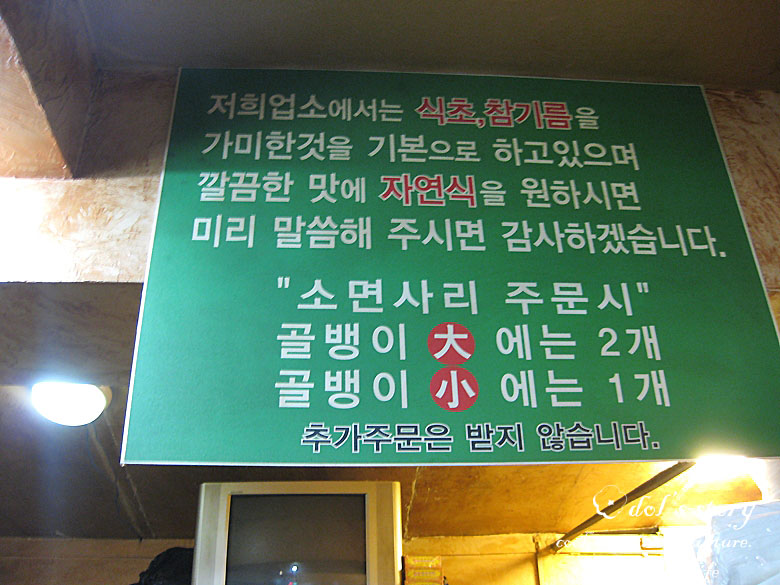 저희업소에서는 식초,참기름을
가미한것을 기본으로 하고있으며
깔끔한 맛에 자연식을 원하시면
미리 말씀해 주시면 감사하겠습니다.
"소면사리 주문시"
골뱅이 大 에는 2개
골뱅이 小 에는 1개
추가주문은 받지 않습니다.
dol's story